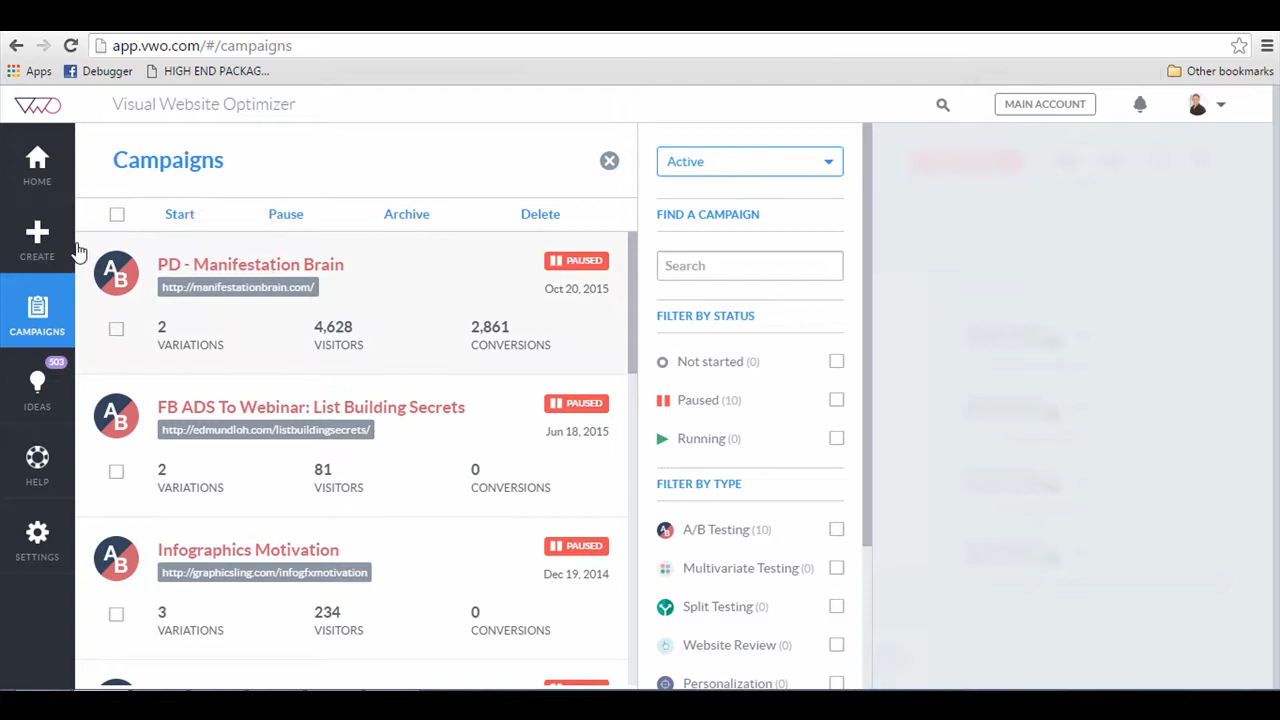 app.vwo.com/#/campaigns
Apps
Debugger
HIGH END PACKAG...
Other bookmarks
VWO
Visual Website Optimizer
MAIN ACCOUNT
HOME
CREATE
CAMPAIGNS
503
IDEAS
HELP
SETTINGS
Campaigns
Start Pause Archive Delete
AB
PD - Manifestation Brain
PAUSED
http://manifestationbrain.com/
Oct 20, 2015
2 4,628 2,861
VARIATIONS VISITORS CONVERSIONS
AB
FB ADS To Webinar: List Building Secrets
PAUSED
http://edmundloh.com/listbuildingsecrets/
Jun 18, 2015
2 81 0
VARIATIONS VISITORS CONVERSIONS
AB
Infographics Motivation
PAUSED
http://graphicsling.com/infogfxmotivation
Dec 19, 2014
3 234 0
VARIATIONS VISITORS CONVERSIONS
Active
FIND A CAMPAIGN
Search
FILTER BY STATUS
Not started (0)
Paused (10)
Running (0)
FILTER BY TYPE
A/B Testing (10)
Multivariate Testing (0)
Split Testing (0)
Website Review (0)
Personalization (0)